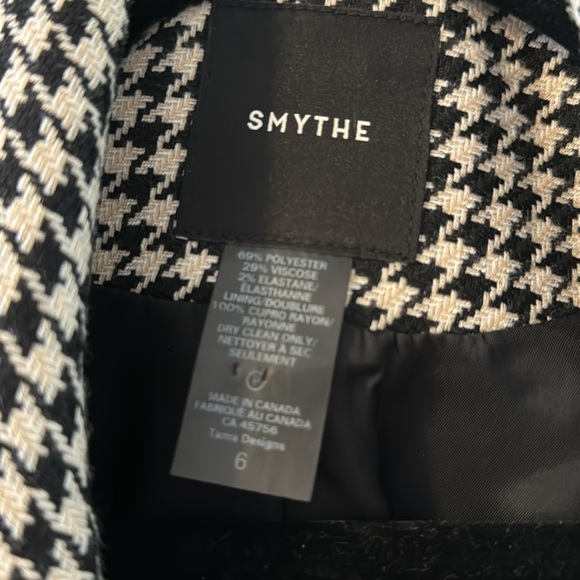 SMYTHE
69% POLYESTER
29% VISCOSE
2% ELASTANE/
ÉLASTHANNE
LINING/DOUBLURE
100% CUPRO RAYON/
RAYONNE
DRY CLEAN ONLY/
NETTOYER À SEC
SEULEMENT
P
MADE IN CANADA
FABRIQUÉ AU CANADA
CA 45756
Tama Designs
6